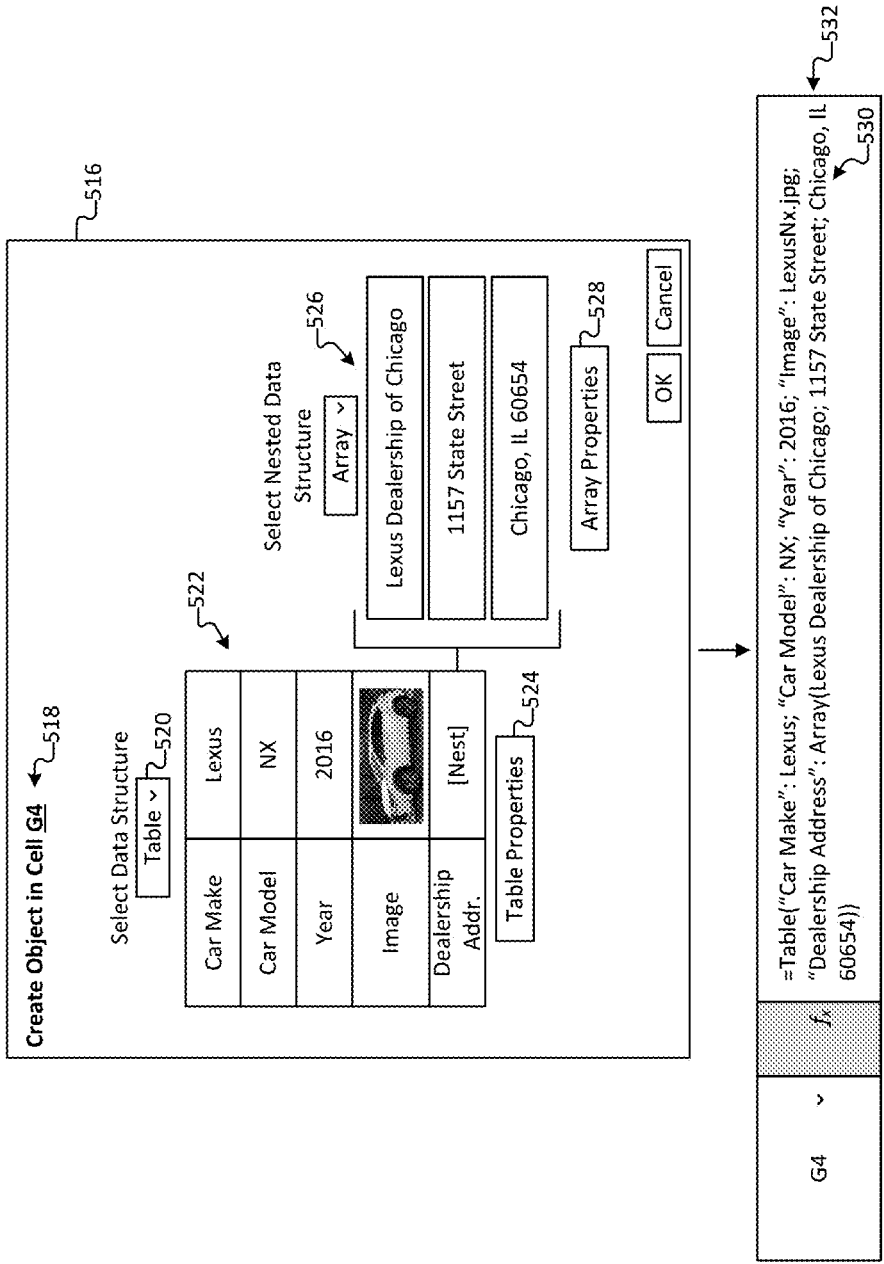 Create Object in Cell G4
518
516
Select Data Structure
Table
520
522
Car Make
Lexus
Car Model
NX
Year
2016
Image
Dealership
Addr.
[Nest]
Table Properties
524
Select Nested Data
Structure
Array
526
Lexus Dealership of Chicago
1157 State Street
Chicago, IL 60654
Array Properties
528
OK
Cancel
G4
fx
=Table(“Car Make”: Lexus; “Car Model”: NX; “Year”: 2016; “Image”: LexusNx.jpg;
“Dealership Address”: Array(Lexus Dealership of Chicago; 1157 State Street; Chicago, IL
60654))
530
532